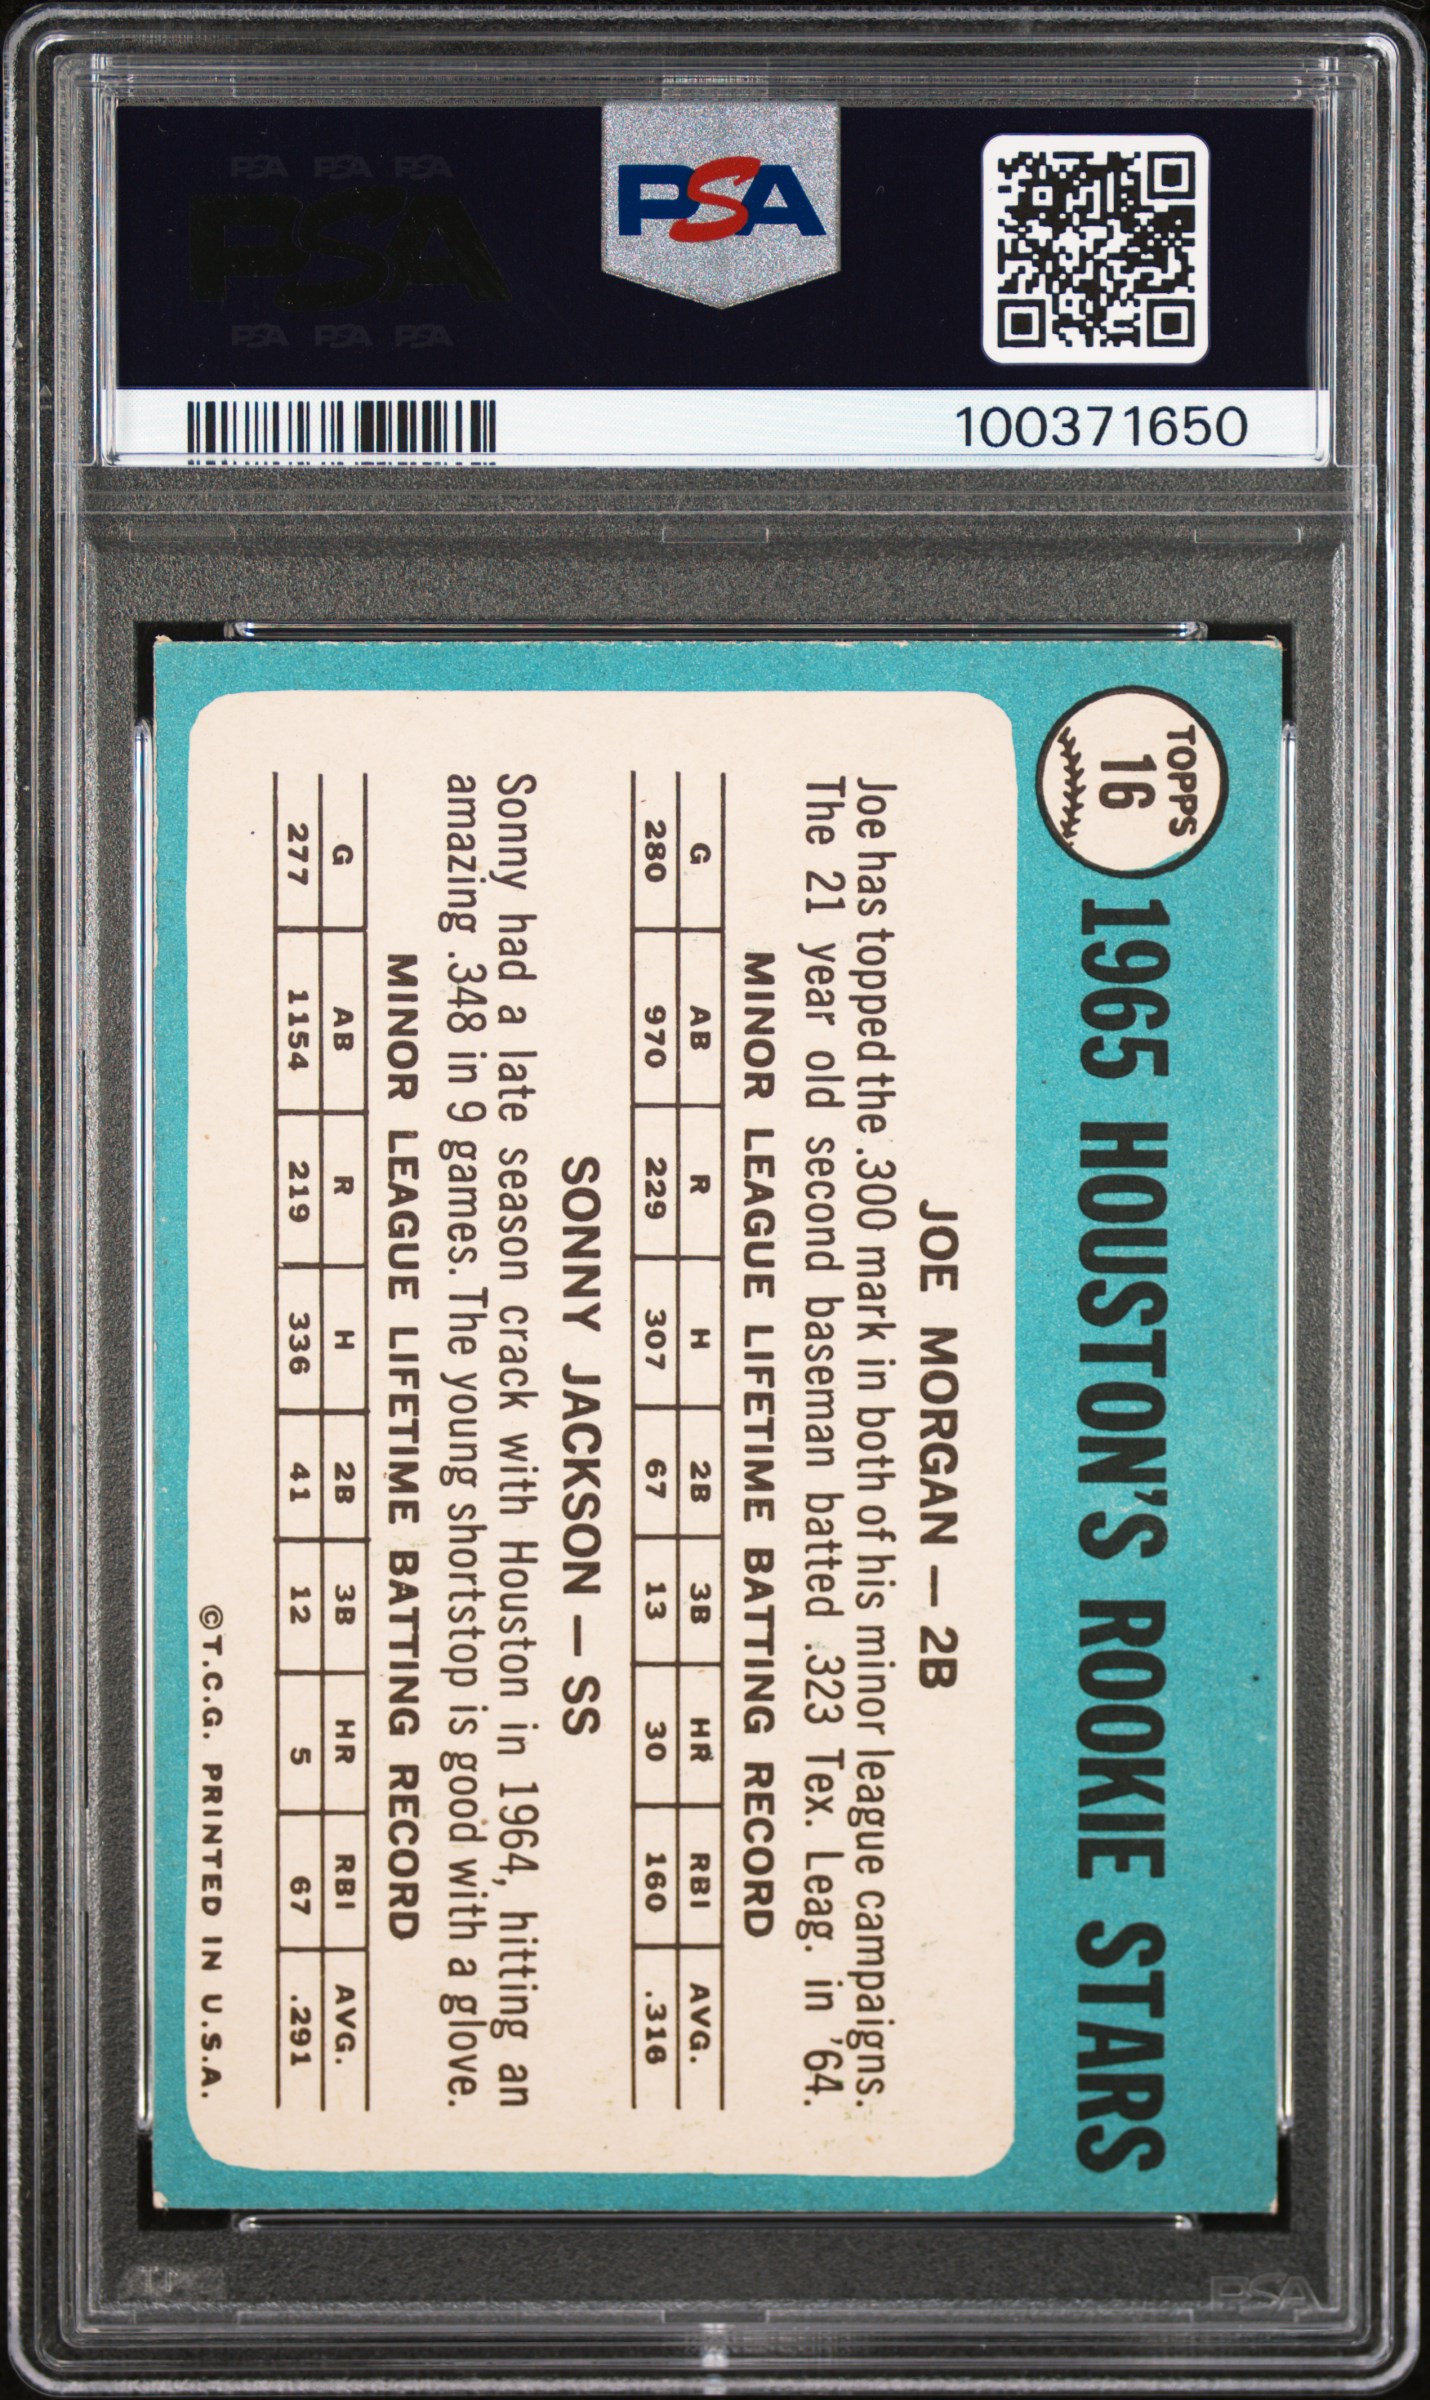 PSA PSA PSA
PSA
PSA PSA PSA
PSA
100371650
TOPPS
16
1965 HOUSTON'S ROOKIE STARS
JOE MORGAN — 2B
Joe has topped the .300 mark in both of his minor league campaigns.
The 21 year old second baseman batted .323 Tex. Leag. in '64.
MINOR LEAGUE LIFETIME BATTING RECORD
G AB R H 2B 3B HR RBI AVG.
280 970 229 307 67 13 30 160 .316
SONNY JACKSON — SS
Sonny had a late season crack with Houston in 1964, hitting an
amazing .348 in 9 games. The young shortstop is good with a glove.
MINOR LEAGUE LIFETIME BATTING RECORD
G AB R H 2B 3B HR RBI AVG.
277 1154 219 336 41 12 5 67 .291
©T.C.G. PRINTED IN U.S.A.
PSA